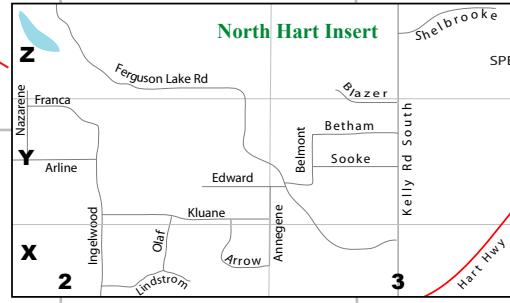 North Hart Insert
Shelbrooke
Z
SPE
Ferguson Lake Rd
Blazer
Nazarene
Franca
Betham
Belmont
Kelly Rd South
Y
Sooke
Arline
Edward
Kluane
Annegene
Ingelwood
Olaf
X
Arrow
Hart Hwy
2
Lindstrom
3